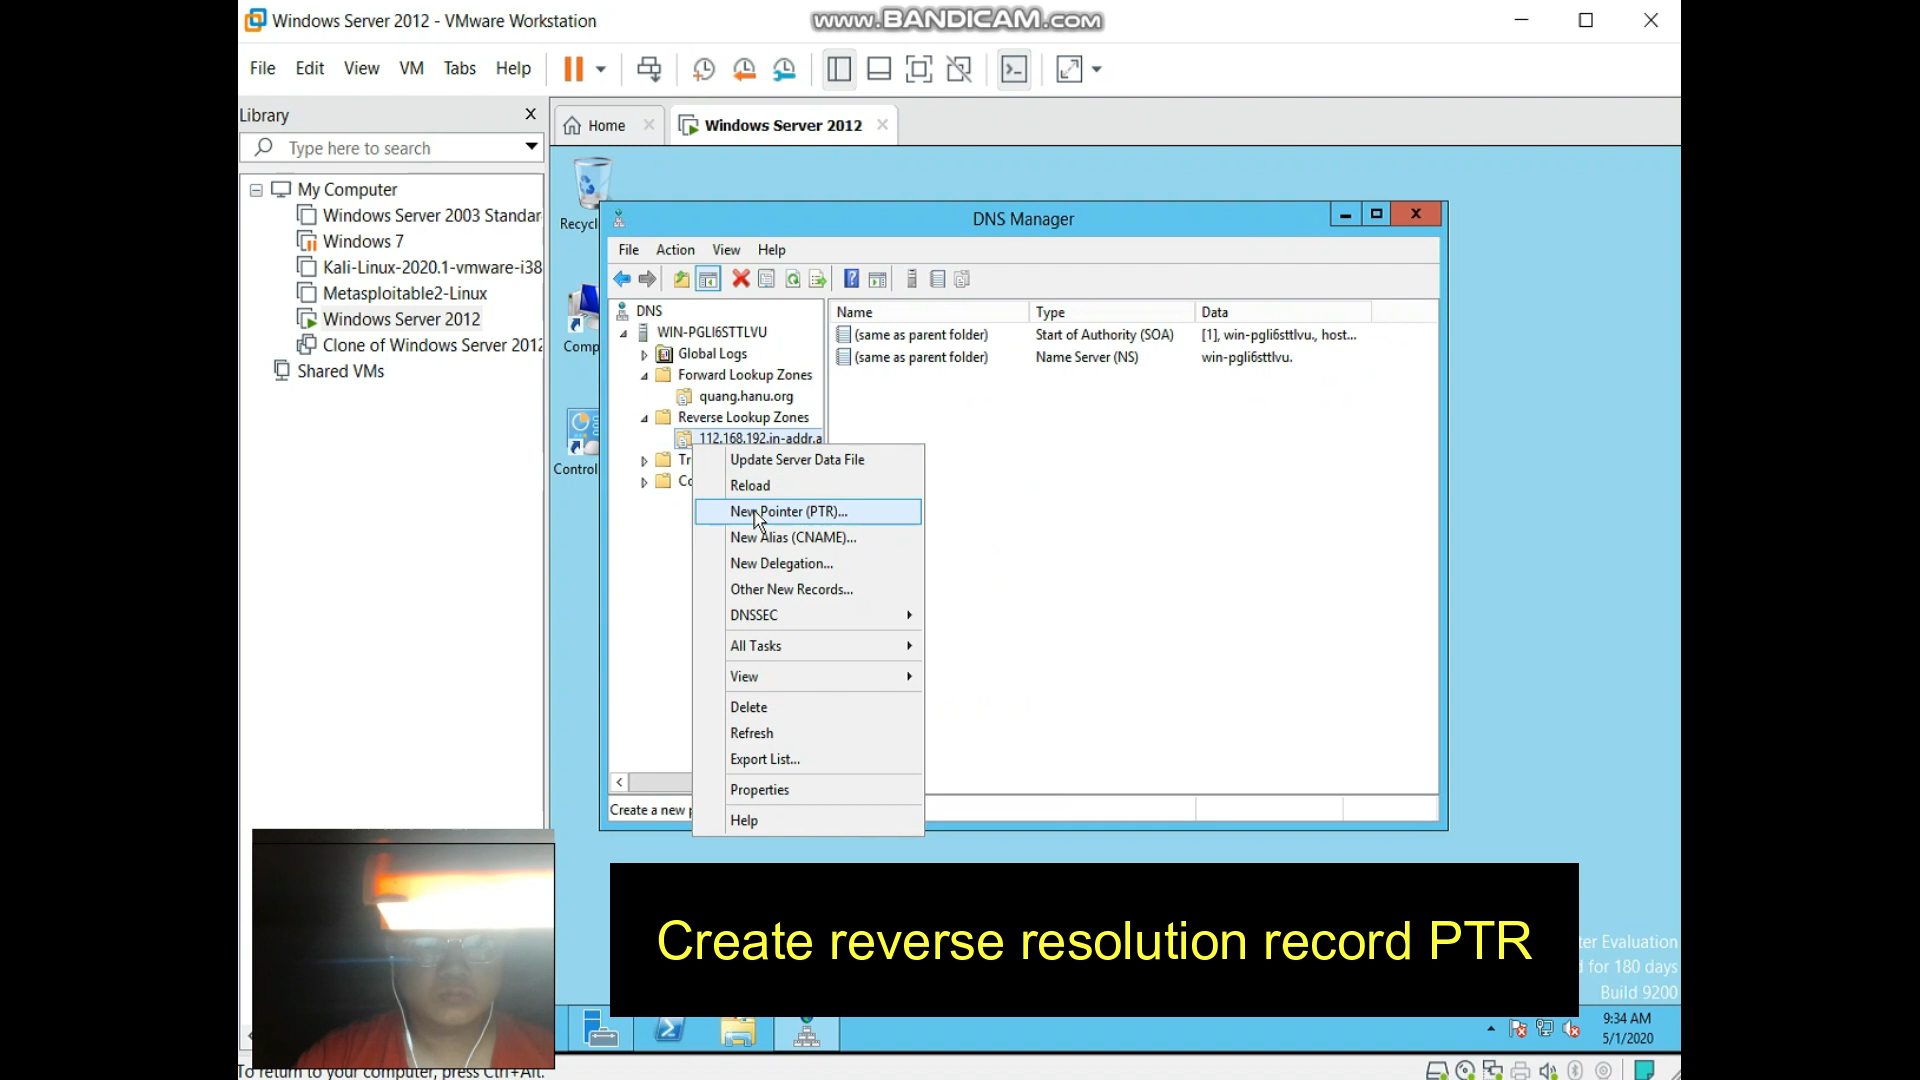 Windows Server 2012 - VMware Workstation
www.BANDICAM.com
File Edit View VM Tabs Help
Library
Type here to search
My Computer
Windows Server 2003 Standar
Windows 7
Kali-Linux-2020.1-vmware-i38
Metasploitable2-Linux
Windows Server 2012
Clone of Windows Server 2012
Shared VMs
Home
Windows Server 2012
Recycl
Comp
Control
DNS Manager
File Action View Help
DNS
WIN-PGLI6STTLVU
Global Logs
Forward Lookup Zones
quang.hanu.org
Reverse Lookup Zones
112.168.192.in-addr.a
Tr
Co
Name Type Data
(same as parent folder) Start of Authority (SOA) [1], win-pgli6sttlvu., host...
(same as parent folder) Name Server (NS) win-pgli6sttlvu.
Update Server Data File
Reload
New Pointer (PTR)...
New Alias (CNAME)...
New Delegation...
Other New Records...
DNSSEC
All Tasks
View
Delete
Refresh
Export List...
Properties
Help
Create a new p
Create reverse resolution record PTR
ter Evaluation
d for 180 days
Build 9200
9:34 AM
5/1/2020
To return to your computer, press Ctrl+Alt.